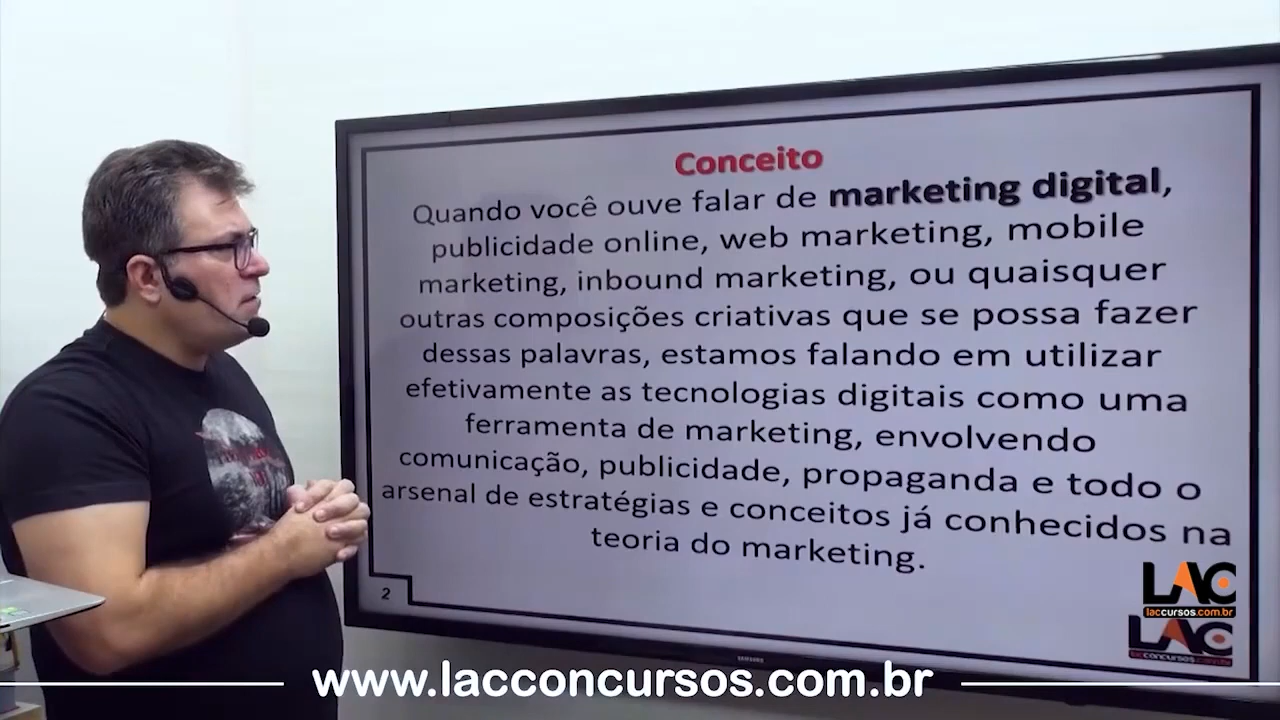 Conceito
Quando você ouve falar de marketing digital,
publicidade online, web marketing, mobile
marketing, inbound marketing, ou quaisquer
outras composições criativas que se possa fazer
dessas palavras, estamos falando em utilizar
efetivamente as tecnologias digitais como uma
ferramenta de marketing, envolvendo
comunicação, publicidade, propaganda e todo o
arsenal de estratégias e conceitos já conhecidos na
teoria do marketing.
2
LAC
laccursos.com.br
LAC
lacconcursos.com.br
SAMSUNG
www.lacconcursos.com.br